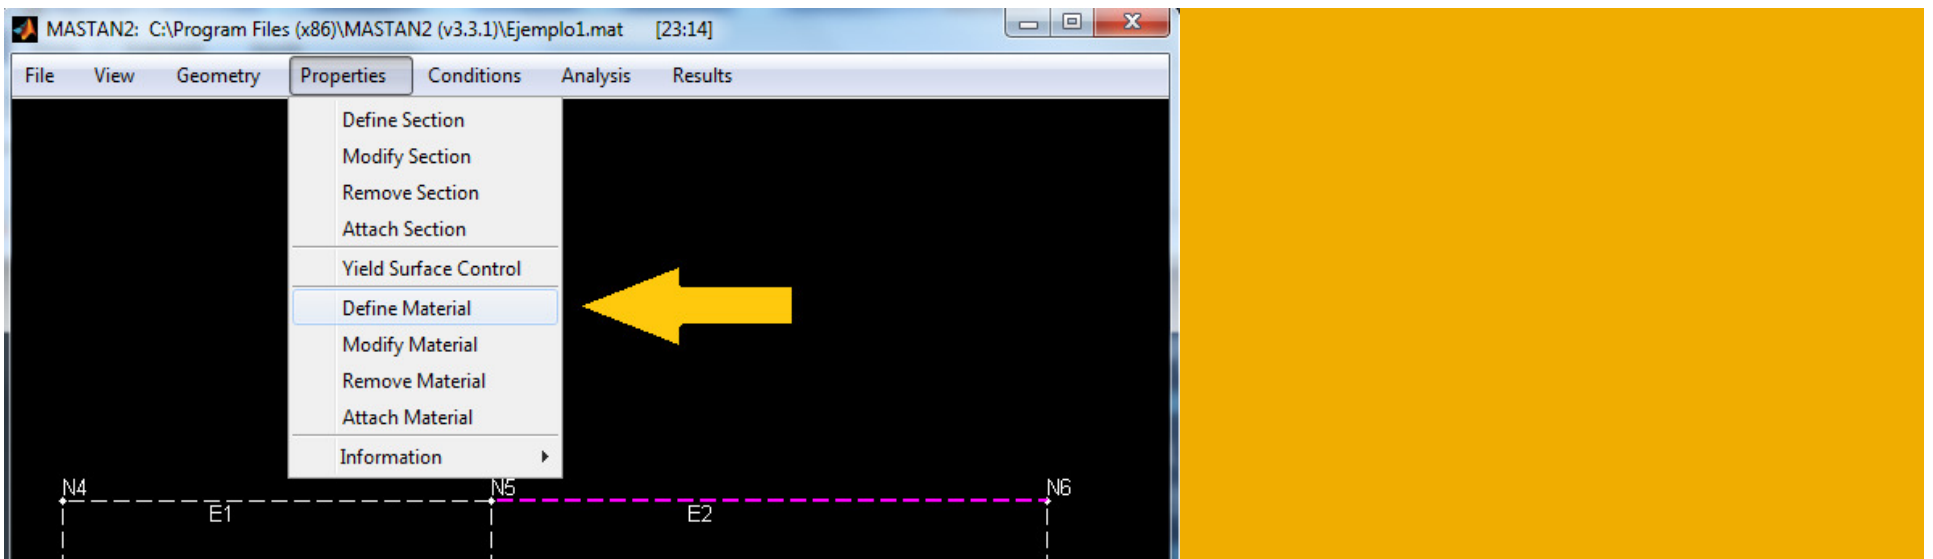 MASTAN2: C:\Program Files (x86)\MASTAN2 (v3.3.1)\Ejemplo1.mat [23:14]
File View Geometry Properties Conditions Analysis Results
Define Section
Modify Section
Remove Section
Attach Section
Yield Surface Control
Define Material
Modify Material
Remove Material
Attach Material
Information
N4 N5 N6
E1 E2